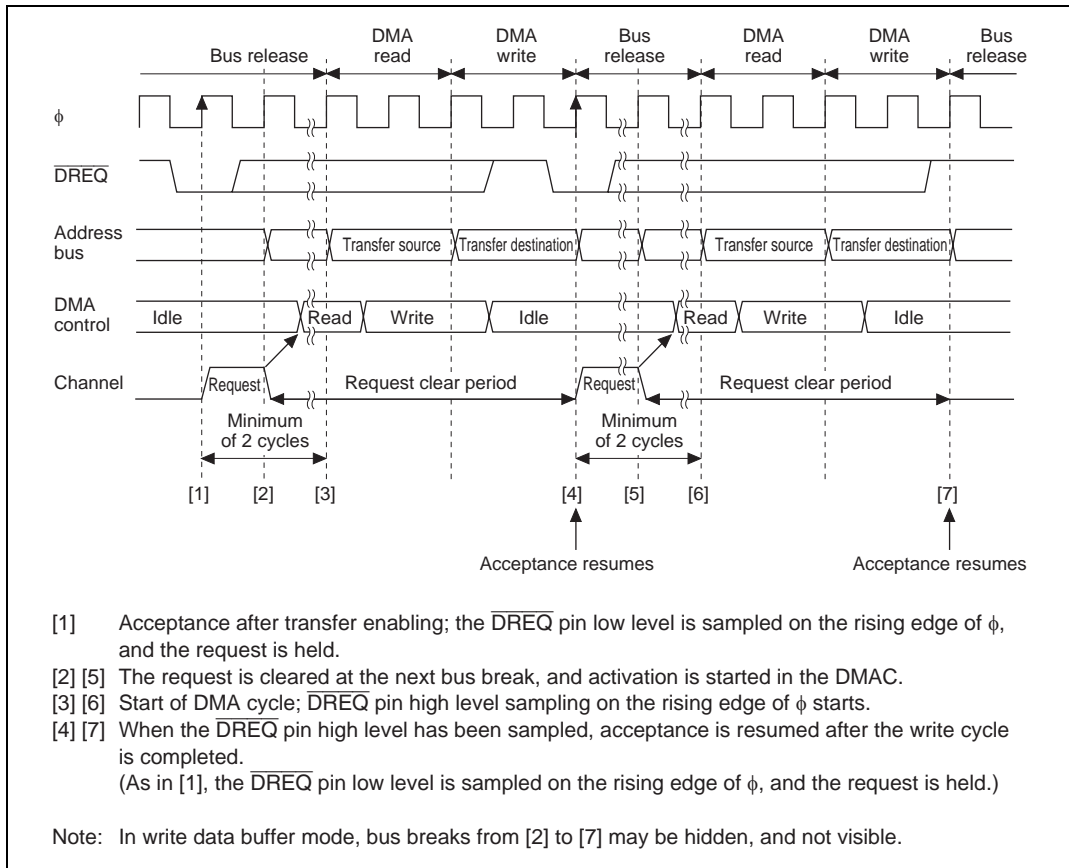 Bus release DMA read DMA write Bus release DMA read DMA write Bus release
φ
DREQ
Address bus Transfer source Transfer destination Transfer source Transfer destination
DMA control Idle Read Write Idle Read Write Idle
Channel Request Request clear period Request Request clear period
Minimum of 2 cycles Minimum of 2 cycles
[1] [2] [3] [4] [5] [6] [7]
Acceptance resumes Acceptance resumes
[1] Acceptance after transfer enabling; the DREQ pin low level is sampled on the rising edge of φ,
and the request is held.
[2] [5] The request is cleared at the next bus break, and activation is started in the DMAC.
[3] [6] Start of DMA cycle; DREQ pin high level sampling on the rising edge of φ starts.
[4] [7] When the DREQ pin high level has been sampled, acceptance is resumed after the write cycle
is completed.
(As in [1], the DREQ pin low level is sampled on the rising edge of φ, and the request is held.)
Note: In write data buffer mode, bus breaks from [2] to [7] may be hidden, and not visible.